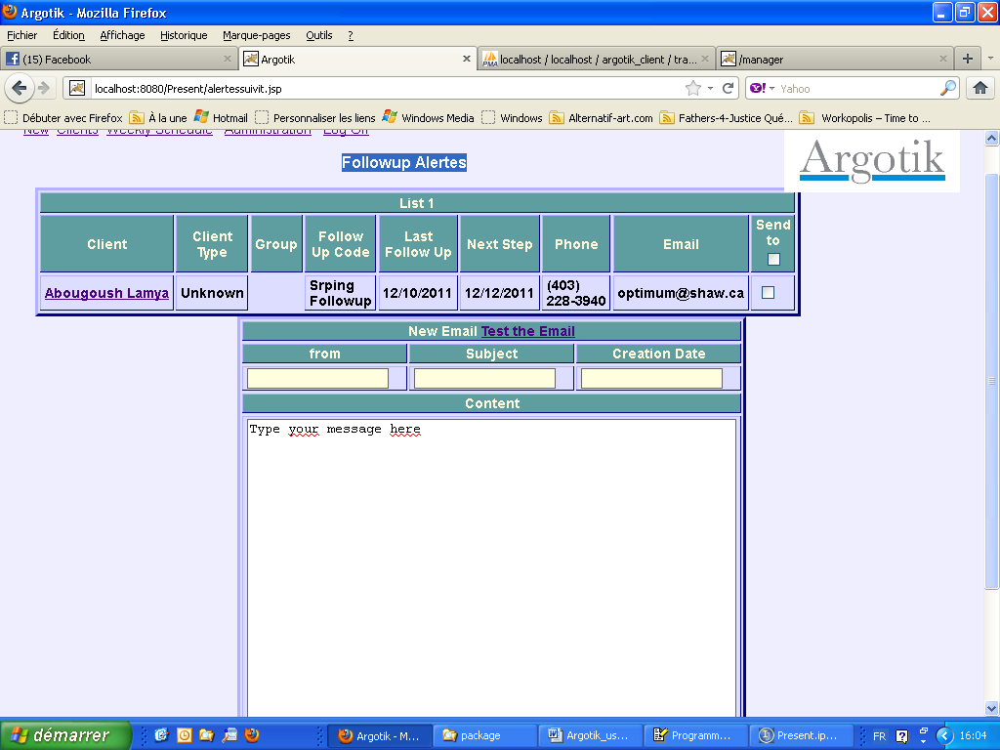 Argotik - Mozilla Firefox
Fichier Édition Affichage Historique Marque-pages Outils ?
(15) Facebook Argotik localhost / localhost / argotik_client / tra... /manager
localhost:8080/Present/alertessuivit.jsp Yahoo
Débuter avec Firefox À la une Hotmail Personnaliser les liens Windows Media Windows Alternatif-art.com Fathers-4-Justice Qué... Workopolis – Time to ...
New Clients Weekly Schedule Administration Log Off
Argotik
Followup Alertes
List 1
Client Client Type Group Follow Up Code Last Follow Up Next Step Phone Email Send to
Abougoush Lamya Unknown Srping Followup 12/10/2011 12/12/2011 (403) 228-3940 optimum@shaw.ca
New Email Test the Email
from Subject Creation Date
Content
Type your message here
démarrer Argotik - M... package Argotik_us... Programm... Present.ip... FR 16:04